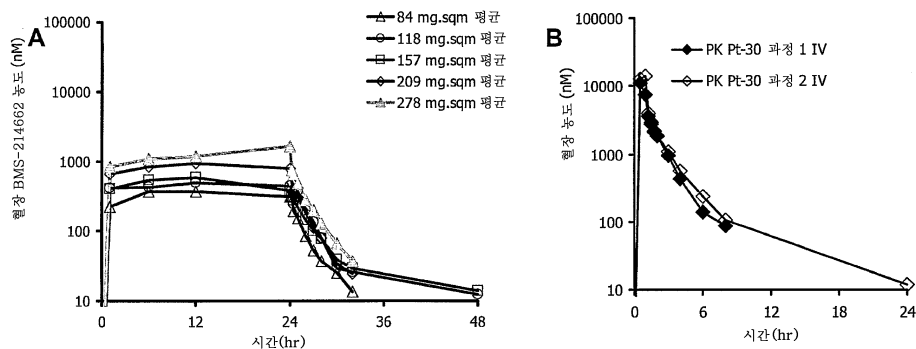 A
혈장 BMS-214662 농도(nM)
100000
10000
1000
100
10
0
12
24
36
48
시간(hr)
84 mg.sqm 평균
118 mg.sqm 평균
157 mg.sqm 평균
209 mg.sqm 평균
278 mg.sqm 평균
B
혈장 농도(nM)
100000
10000
1000
100
10
0
6
12
18
24
시간(hr)
PK Pt-30 과정 1 IV
PK Pt-30 과정 2 IV